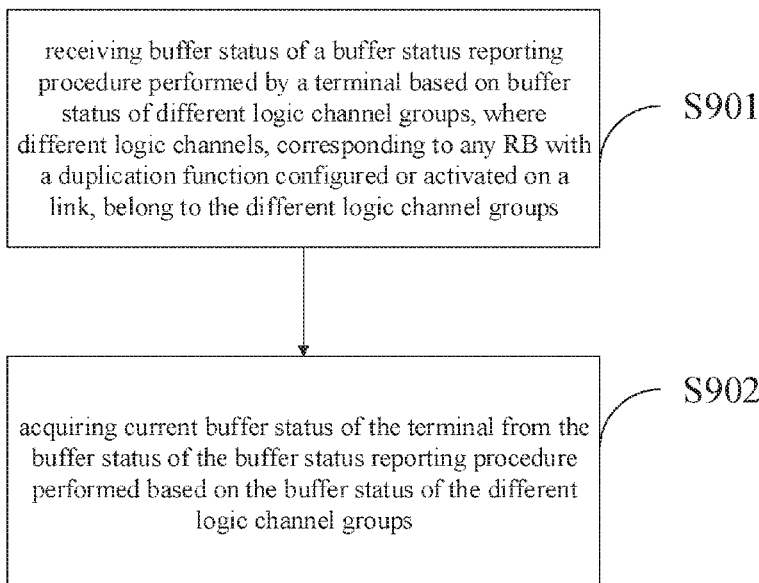 receiving buffer status of a buffer status reporting
procedure performed by a terminal based on buffer
status of different logic channel groups, where
different logic channels, corresponding to any RB with
a duplication function configured or activated on a
link, belong to the different logic channel groups
S901
acquiring current buffer status of the terminal from the
buffer status of the buffer status reporting procedure
performed based on the buffer status of the different
logic channel groups
S902